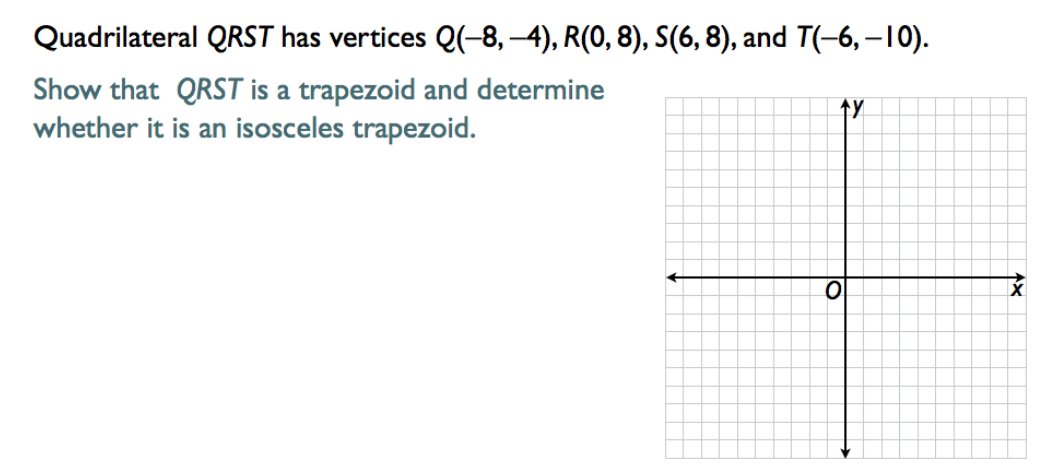 Quadrilateral QRST has vertices Q(–8, –4), R(0, 8), S(6, 8), and T(–6, –10).
Show that QRST is a trapezoid and determine
whether it is an isosceles trapezoid.
y
O
x